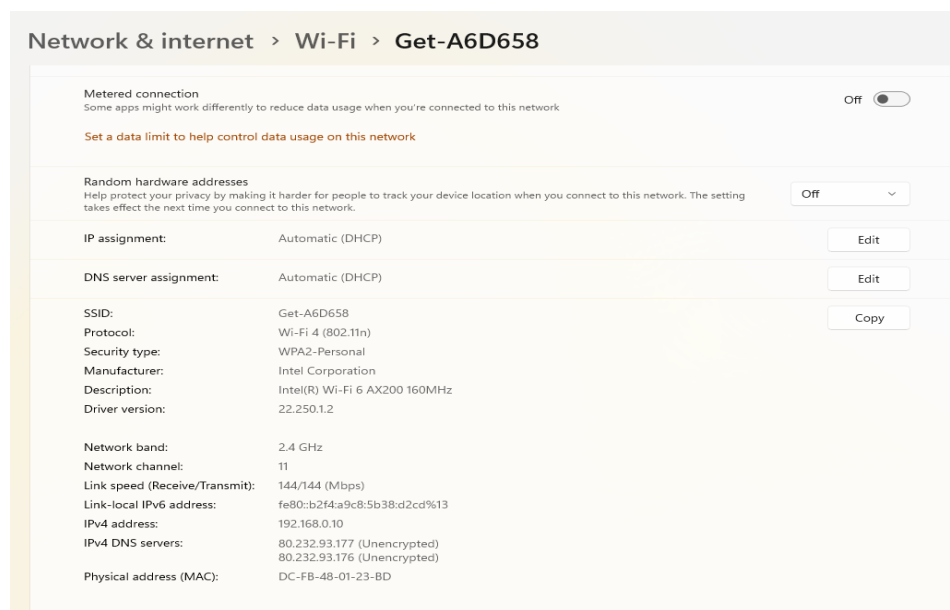 Network & internet > Wi-Fi > Get-A6D658
Metered connection
Some apps might work differently to reduce data usage when you're connected to this network
Off
Set a data limit to help control data usage on this network
Random hardware addresses
Help protect your privacy by making it harder for people to track your device location when you connect to this network. The setting
takes effect the next time you connect to this network.
Off
IP assignment: Automatic (DHCP) Edit
DNS server assignment: Automatic (DHCP) Edit
SSID: Get-A6D658 Copy
Protocol: Wi-Fi 4 (802.11n)
Security type: WPA2-Personal
Manufacturer: Intel Corporation
Description: Intel(R) Wi-Fi 6 AX200 160MHz
Driver version: 22.250.1.2
Network band: 2.4 GHz
Network channel: 11
Link speed (Receive/Transmit): 144/144 (Mbps)
Link-local IPv6 address: fe80::b2f4:a9c8:5b38:d2cd%13
IPv4 address: 192.168.0.10
IPv4 DNS servers: 80.232.93.177 (Unencrypted)
80.232.93.176 (Unencrypted)
Physical address (MAC): DC-FB-48-01-23-BD